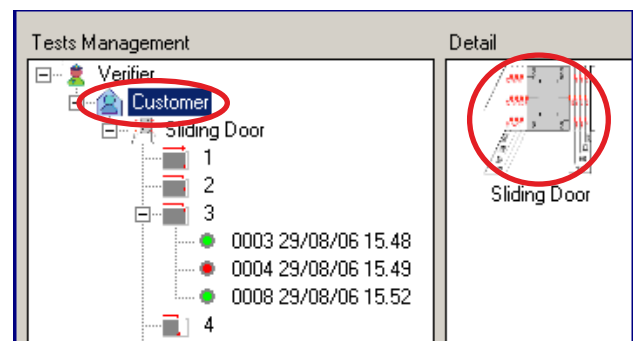 Tests Management
Detail
Verifier
Customer
Sliding Door
1
2
3
0003 29/08/06 15.48
0004 29/08/06 15.49
0008 29/08/06 15.52
4
Sliding Door